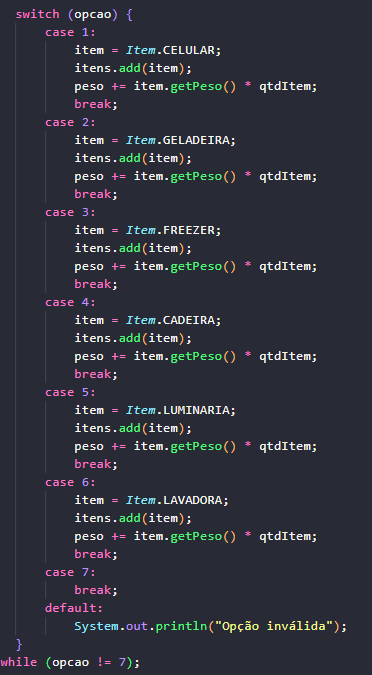 switch (opcao) {
case 1:
item = Item.CELULAR;
itens.add(item);
peso += item.getPeso() * qtdItem;
break;
case 2:
item = Item.GELADEIRA;
itens.add(item);
peso += item.getPeso() * qtdItem;
break;
case 3:
item = Item.FREEZER;
itens.add(item);
peso += item.getPeso() * qtdItem;
break;
case 4:
item = Item.CADEIRA;
itens.add(item);
peso += item.getPeso() * qtdItem;
break;
case 5:
item = Item.LUMINARIA;
itens.add(item);
peso += item.getPeso() * qtdItem;
break;
case 6:
item = Item.LAVADORA;
itens.add(item);
peso += item.getPeso() * qtdItem;
break;
case 7:
break;
default:
System.out.println("Opção inválida");
}
while (opcao != 7);